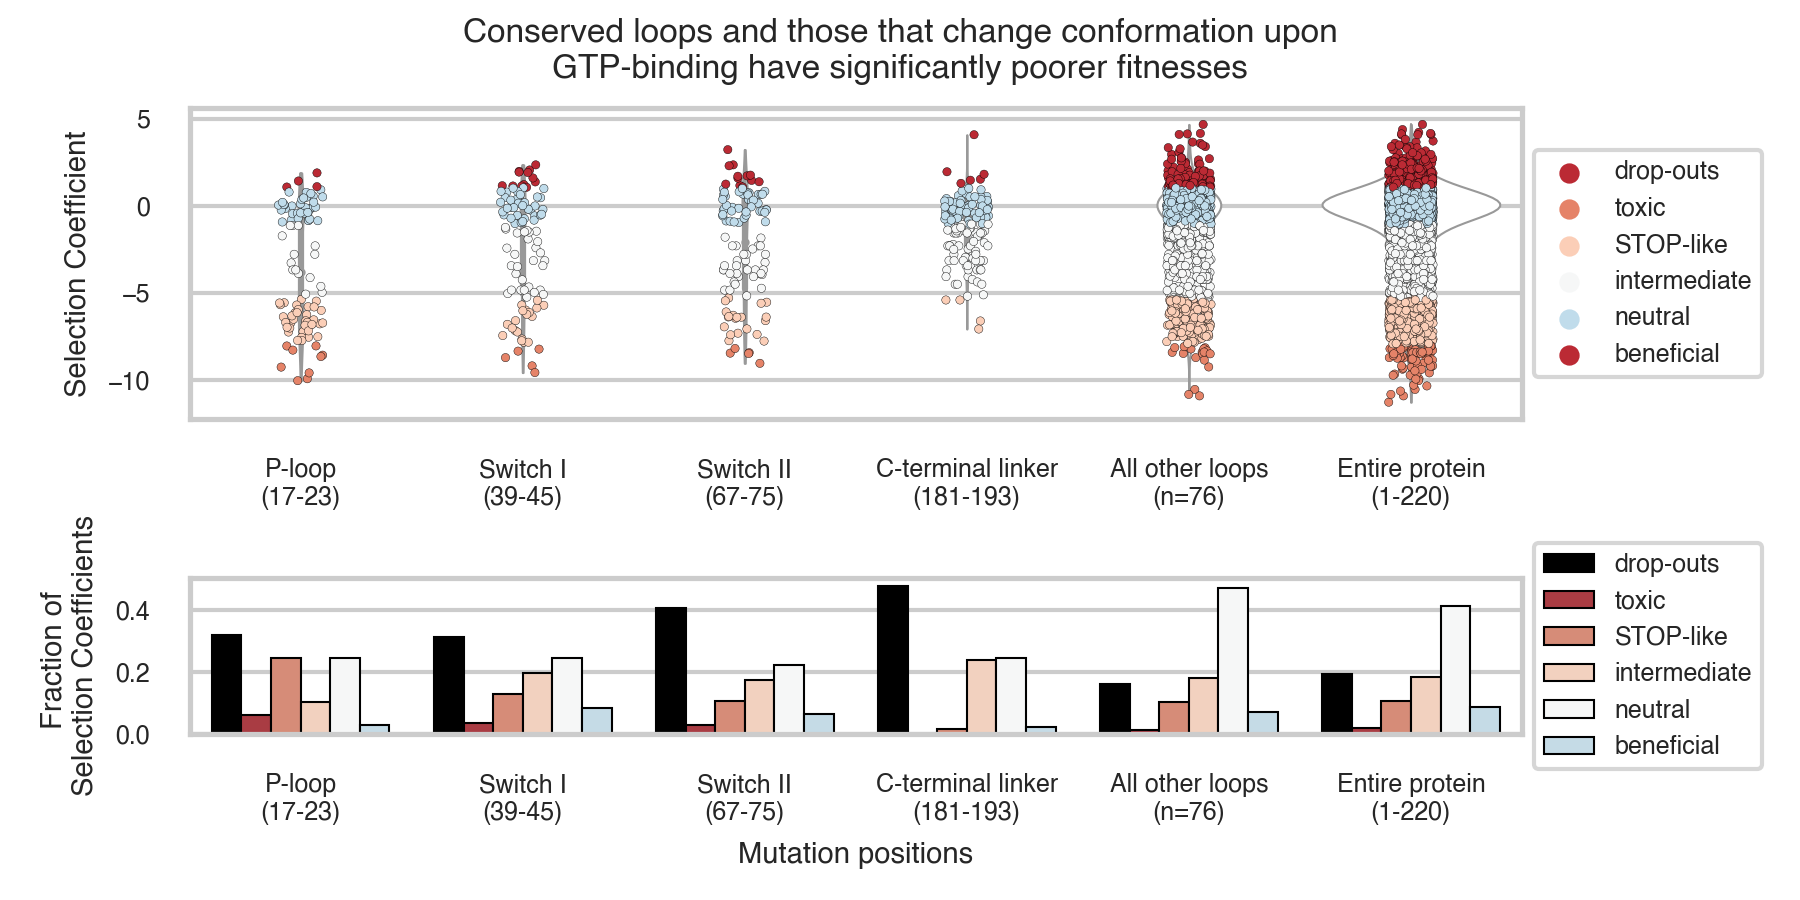 Conserved loops and those that change conformation upon
GTP-binding have significantly poorer fitnesses
Selection Coefficient
5
0
−5
−10
drop-outs
toxic
STOP-like
intermediate
neutral
beneficial
P-loop
(17-23)
Switch I
(39-45)
Switch II
(67-75)
C-terminal linker
(181-193)
All other loops
(n=76)
Entire protein
(1-220)
Fraction of
Selection Coefficients
0.4
0.2
0.0
drop-outs
toxic
STOP-like
intermediate
neutral
beneficial
P-loop
(17-23)
Switch I
(39-45)
Switch II
(67-75)
C-terminal linker
(181-193)
All other loops
(n=76)
Entire protein
(1-220)
Mutation positions